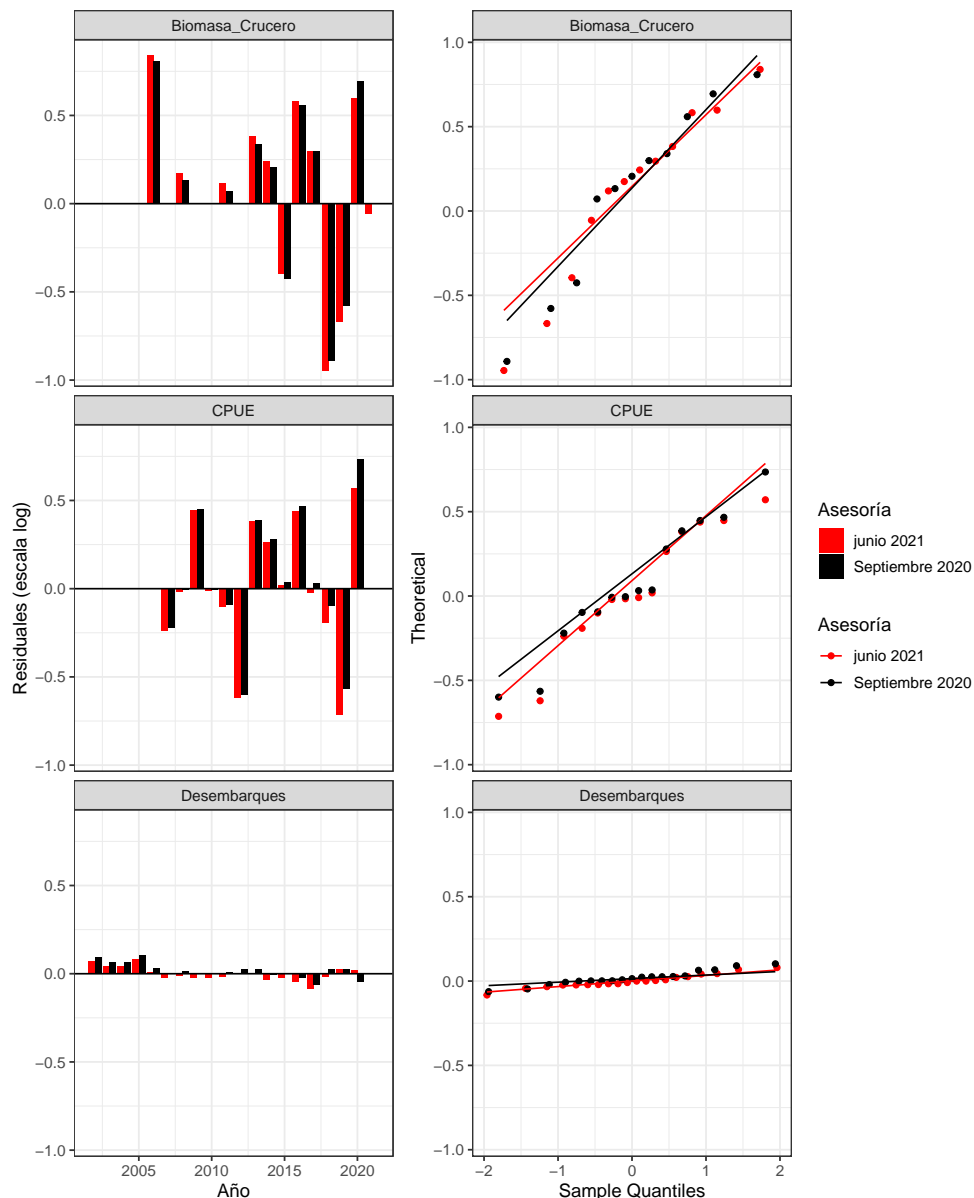 Biomasa_Crucero
Biomasa_Crucero
0.5
0.0
−0.5
−1.0
1.0
0.5
0.0
−0.5
−1.0
CPUE
CPUE
0.5
0.0
−0.5
−1.0
1.0
0.5
0.0
−0.5
−1.0
Desembarques
Desembarques
0.5
0.0
−0.5
−1.0
1.0
0.5
0.0
−0.5
−1.0
2005
2010
2015
2020
−2
−1
0
1
2
Año
Sample Quantiles
Residuales (escala log)
Theoretical
Asesoría
junio 2021
Septiembre 2020
Asesoría
junio 2021
Septiembre 2020